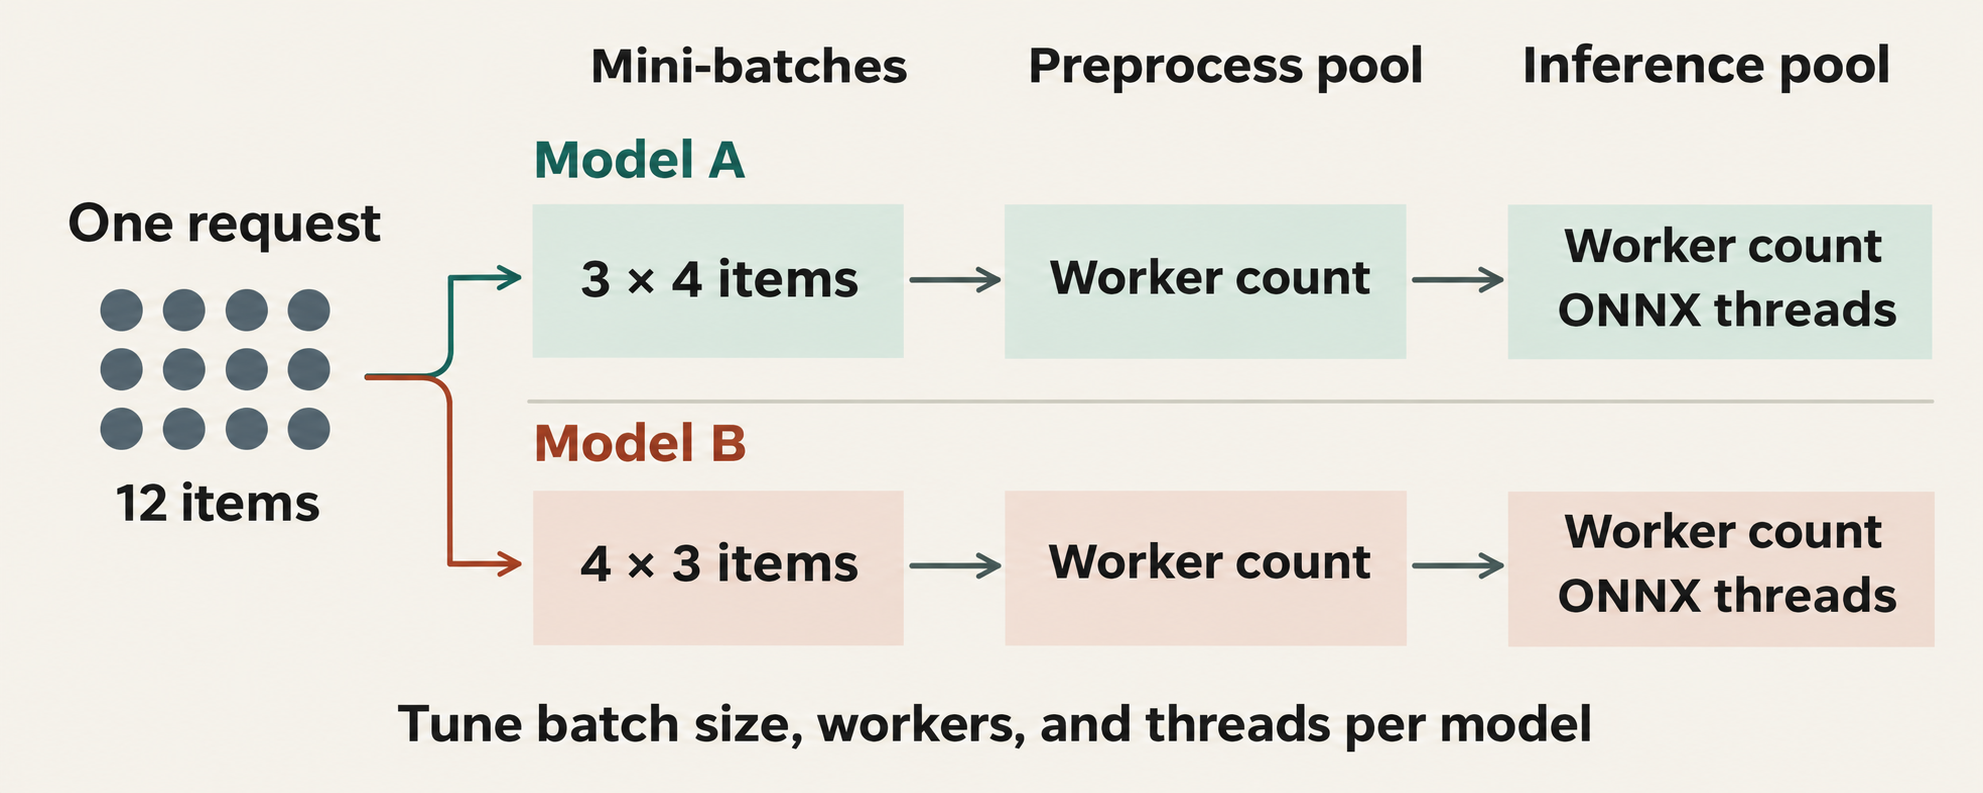 Mini-batches
Preprocess pool
Inference pool
One request
12 items
Model A
3 × 4 items
Worker count
Worker count
ONNX threads
Model B
4 × 3 items
Worker count
Worker count
ONNX threads
Tune batch size, workers, and threads per model